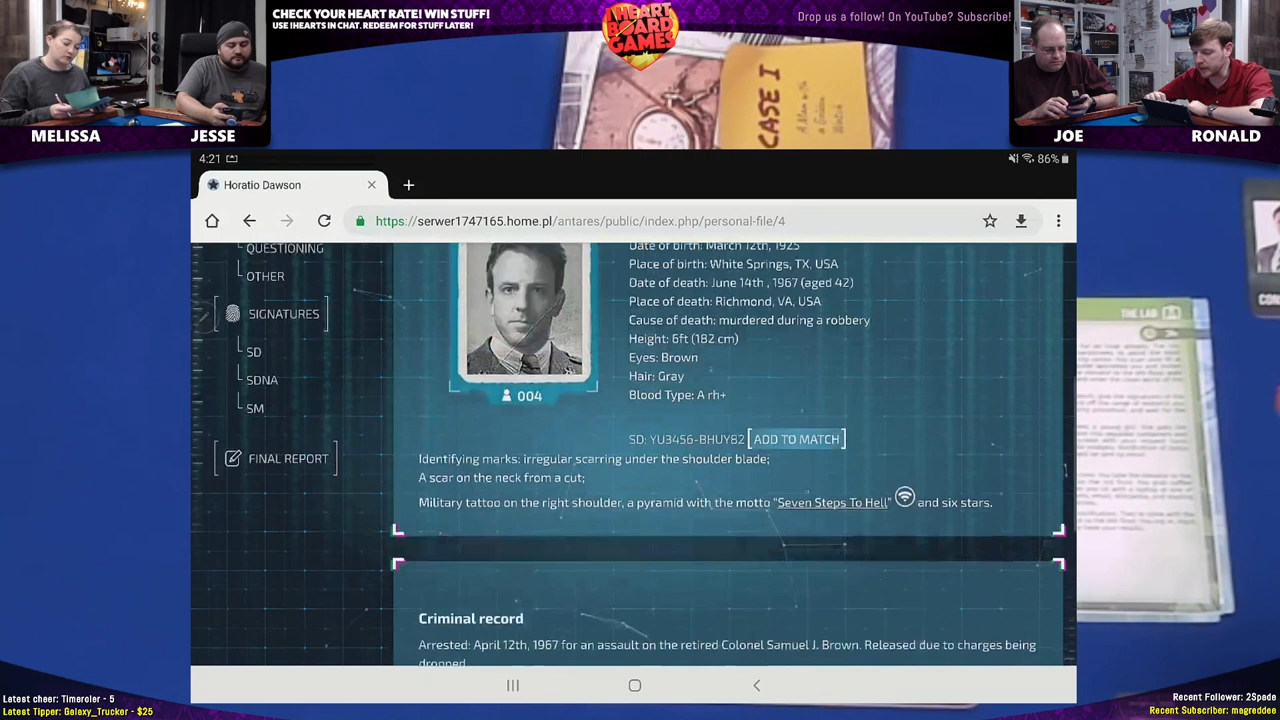 CHECK YOUR HEART RATE! WIN STUFF!
USE !HEARTS IN CHAT. REDEEM FOR STUFF LATER!
I HEART
BOARD
GAMES
Drop us a follow! On YouTube? Subscribe!
MELISSA
JESSE
JOE
RONALD
CASE I
4:21
86%
Horatio Dawson
https://serwer1747165.home.pl/antares/public/index.php/personal-file/4
QUESTIONING
OTHER
SIGNATURES
SD
SDNA
SM
FINAL REPORT
004
Date of birth: March 12th, 1925
Place of birth: White Springs, TX, USA
Date of death: June 14th , 1967 (aged 42)
Place of death: Richmond, VA, USA
Cause of death: murdered during a robbery
Height: 6ft (182 cm)
Eyes: Brown
Hair: Gray
Blood Type: A rh+
SD: YU3456-BHUY82 [ADD TO MATCH]
Identifying marks: irregular scarring under the shoulder blade;
A scar on the neck from a cut;
Military tattoo on the right shoulder, a pyramid with the motto "Seven Steps To Hell" and six stars.
Criminal record
Arrested: April 12th, 1967 for an assault on the retired Colonel Samuel J. Brown. Released due to charges being
dropped
THE LAB
Latest cheer: Timeroler - 5
Latest Tipper: Galaxy_Trucker - $25
Recent Follower: 2Spade
Recent Subscriber: magreddee